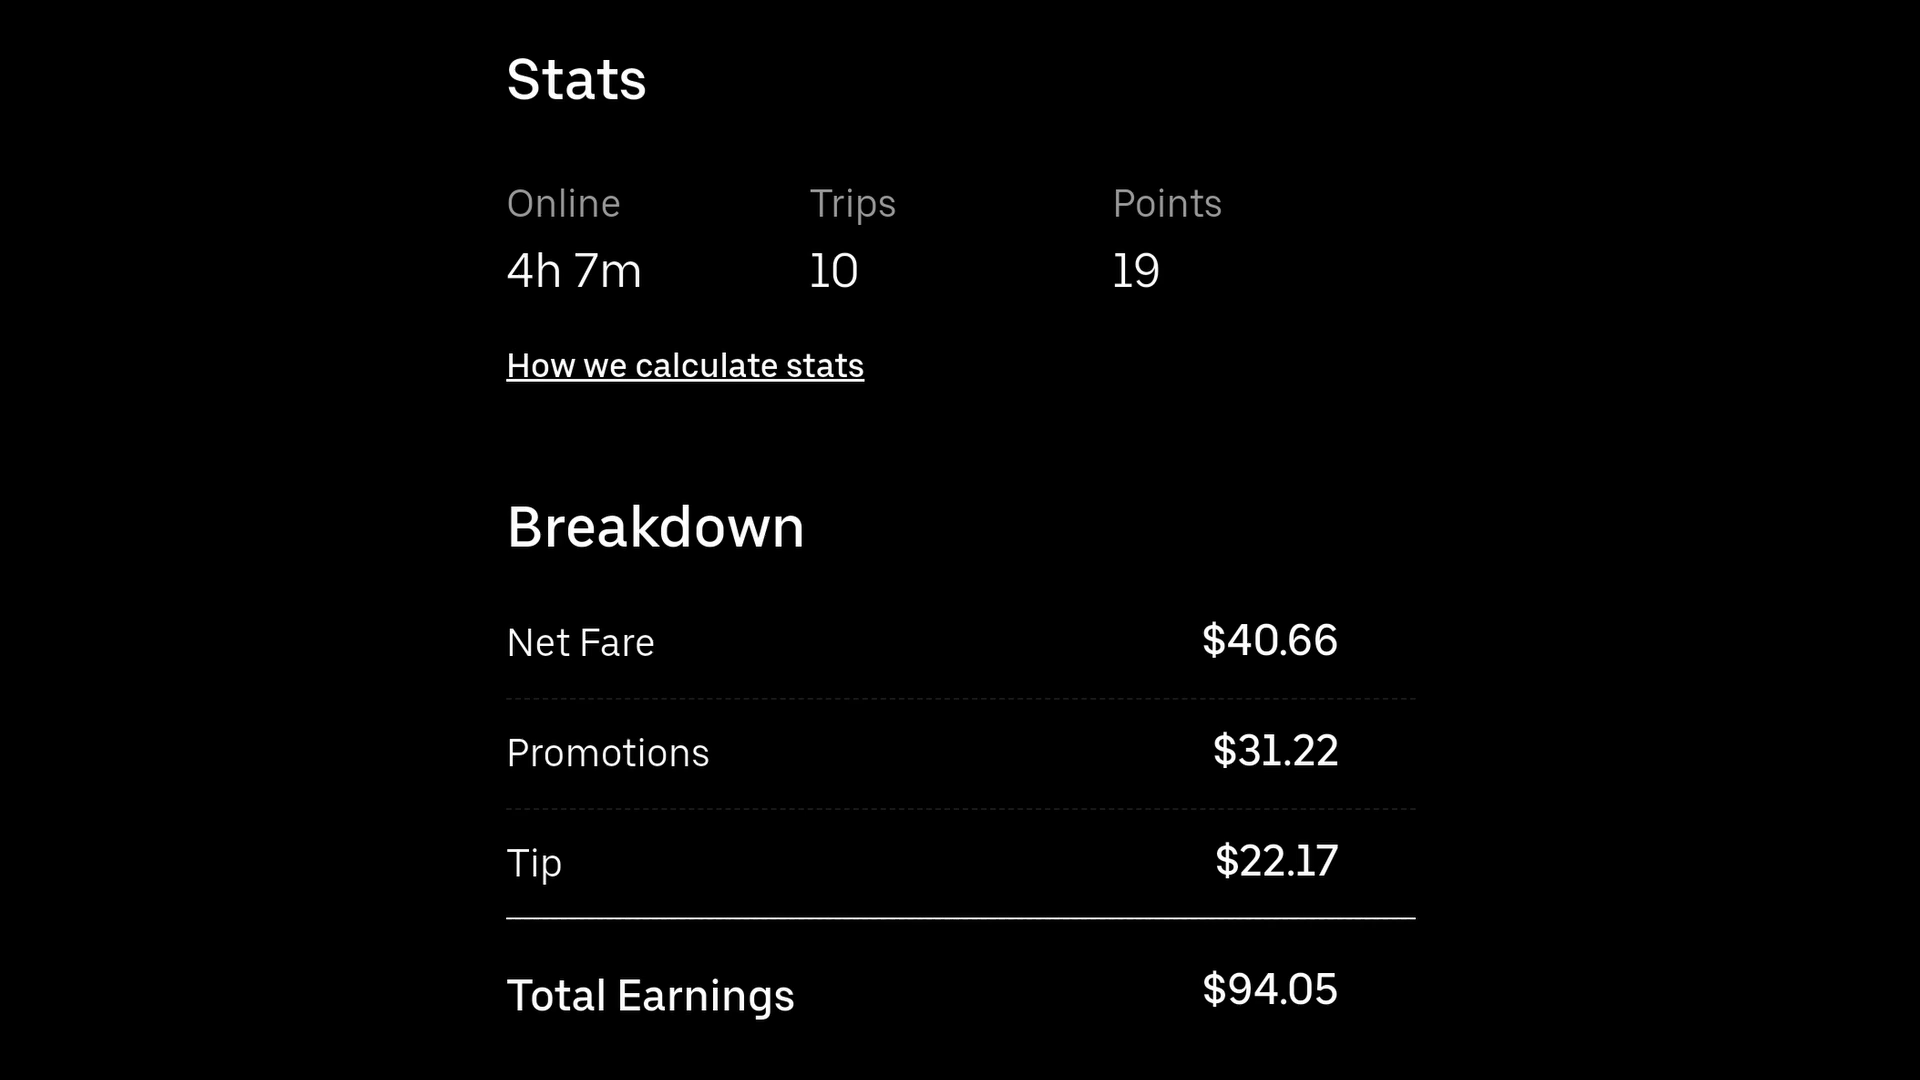 Stats
Online Trips Points
4h 7m 10 19
How we calculate stats
Breakdown
Net Fare $40.66
Promotions $31.22
Tip $22.17
Total Earnings $94.05